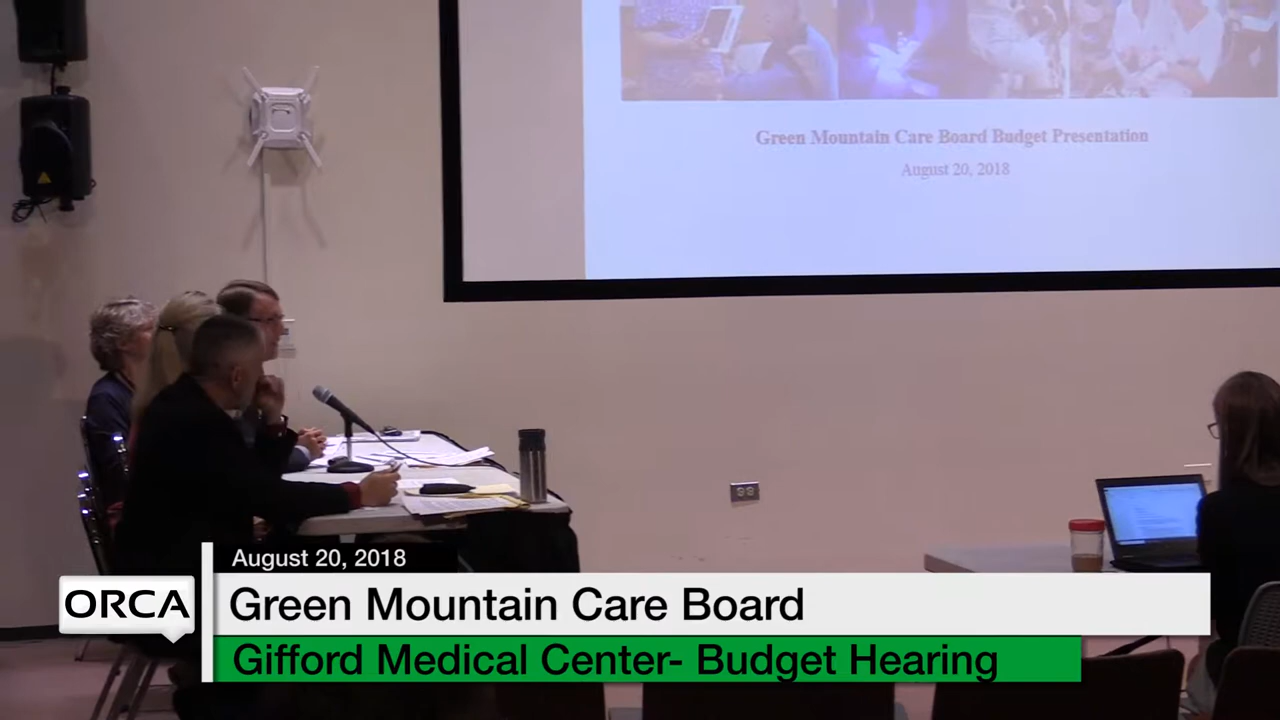 Green Mountain Care Board Budget Presentation
August 20, 2018
August 20, 2018
ORCA
Green Mountain Care Board
Gifford Medical Center- Budget Hearing